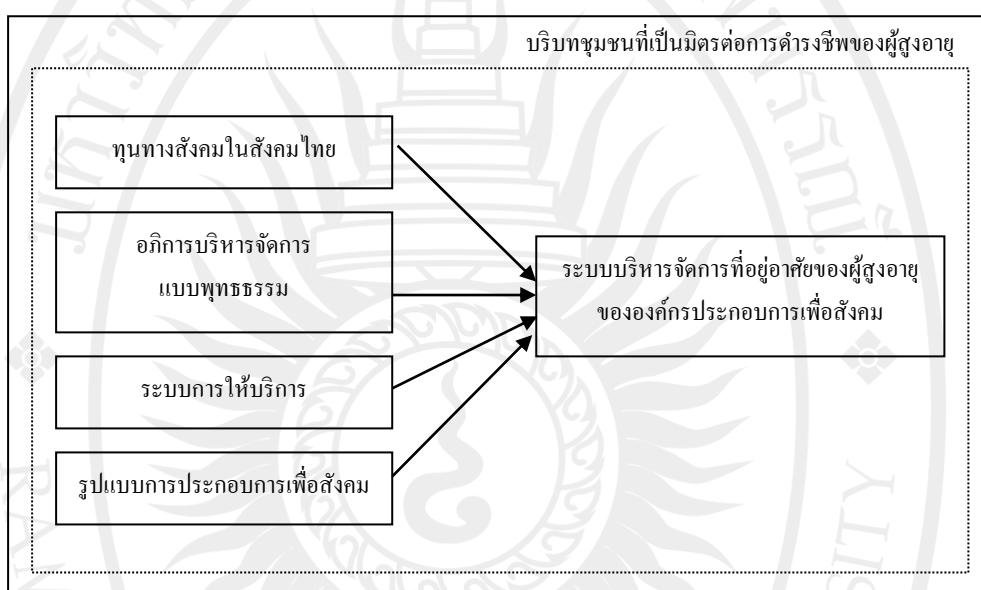 บริบทชุมชนที่เป็นมิตรต่อการดำรงชีพของผู้สูงอายุ
ทุนทางสังคมในสังคมไทย
อภิการบริหารจัดการ
แบบพุทธธรรม
ระบบการให้บริการ
รูปแบบการประกอบการเพื่อสังคม
ระบบบริหารจัดการที่อยู่อาศัยของผู้สูงอายุ
ขององค์กรประกอบการเพื่อสังคม